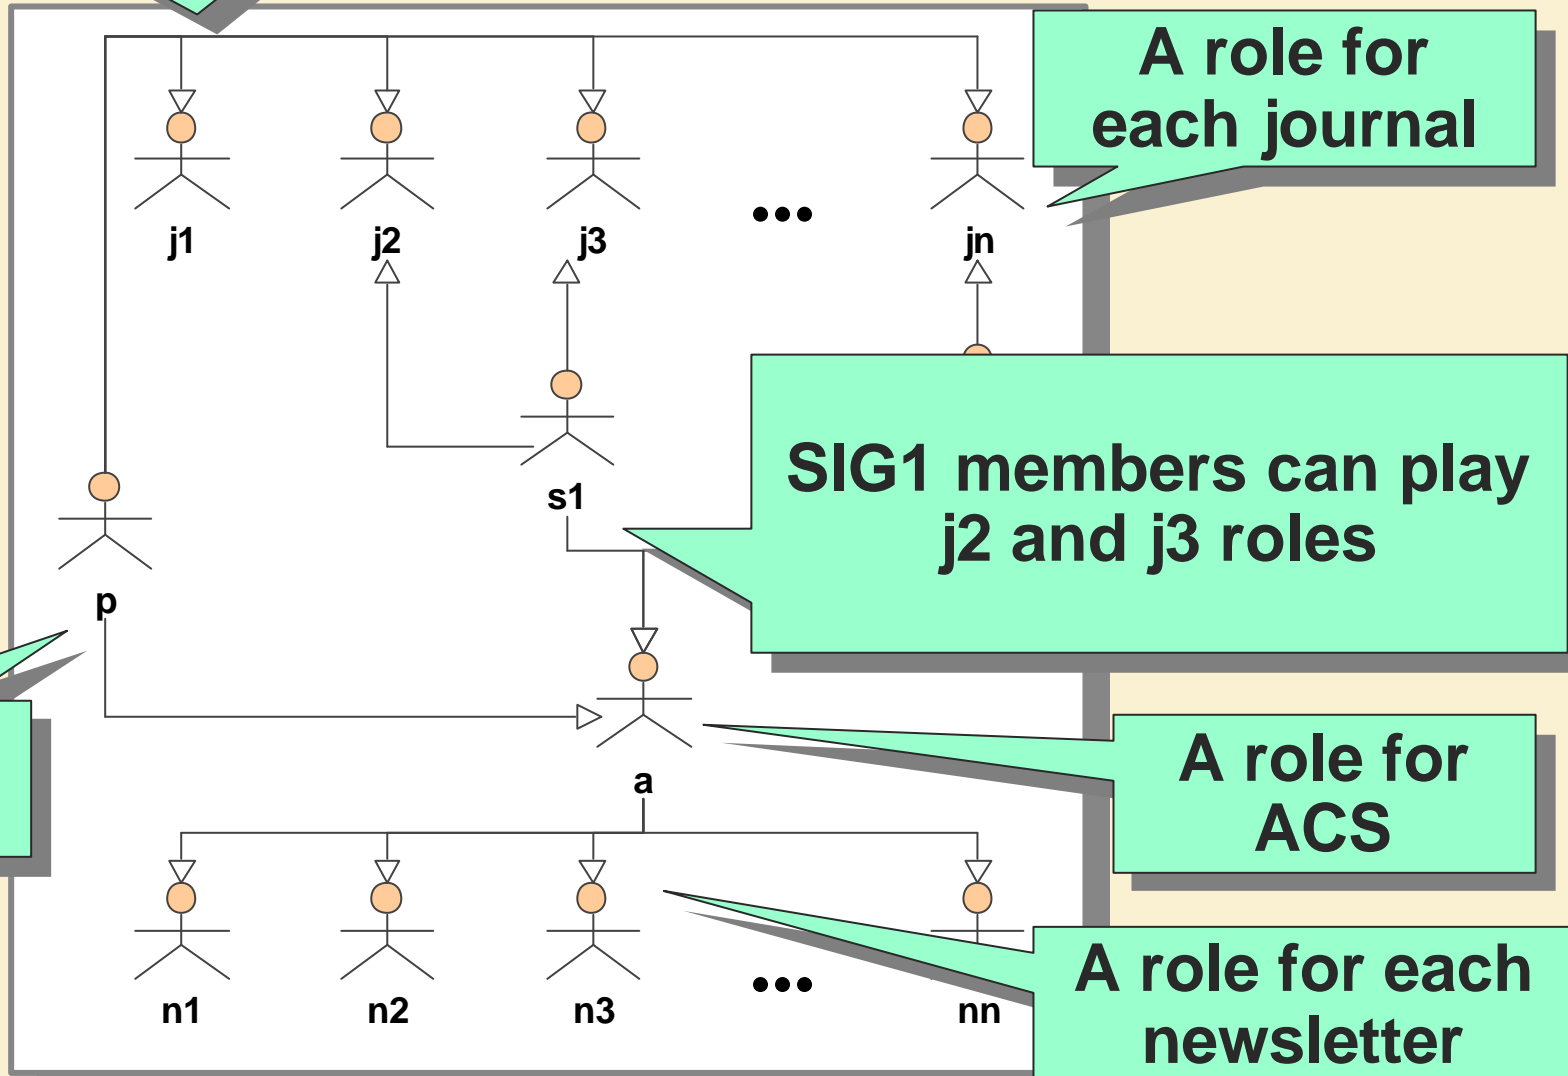 A role for
each journal
j1
j2
j3
•••
jn
SIG1 members can play
j2 and j3 roles
s1
p
A role for
ACS
a
A role for each
newsletter
n1
n2
n3
•••
nn